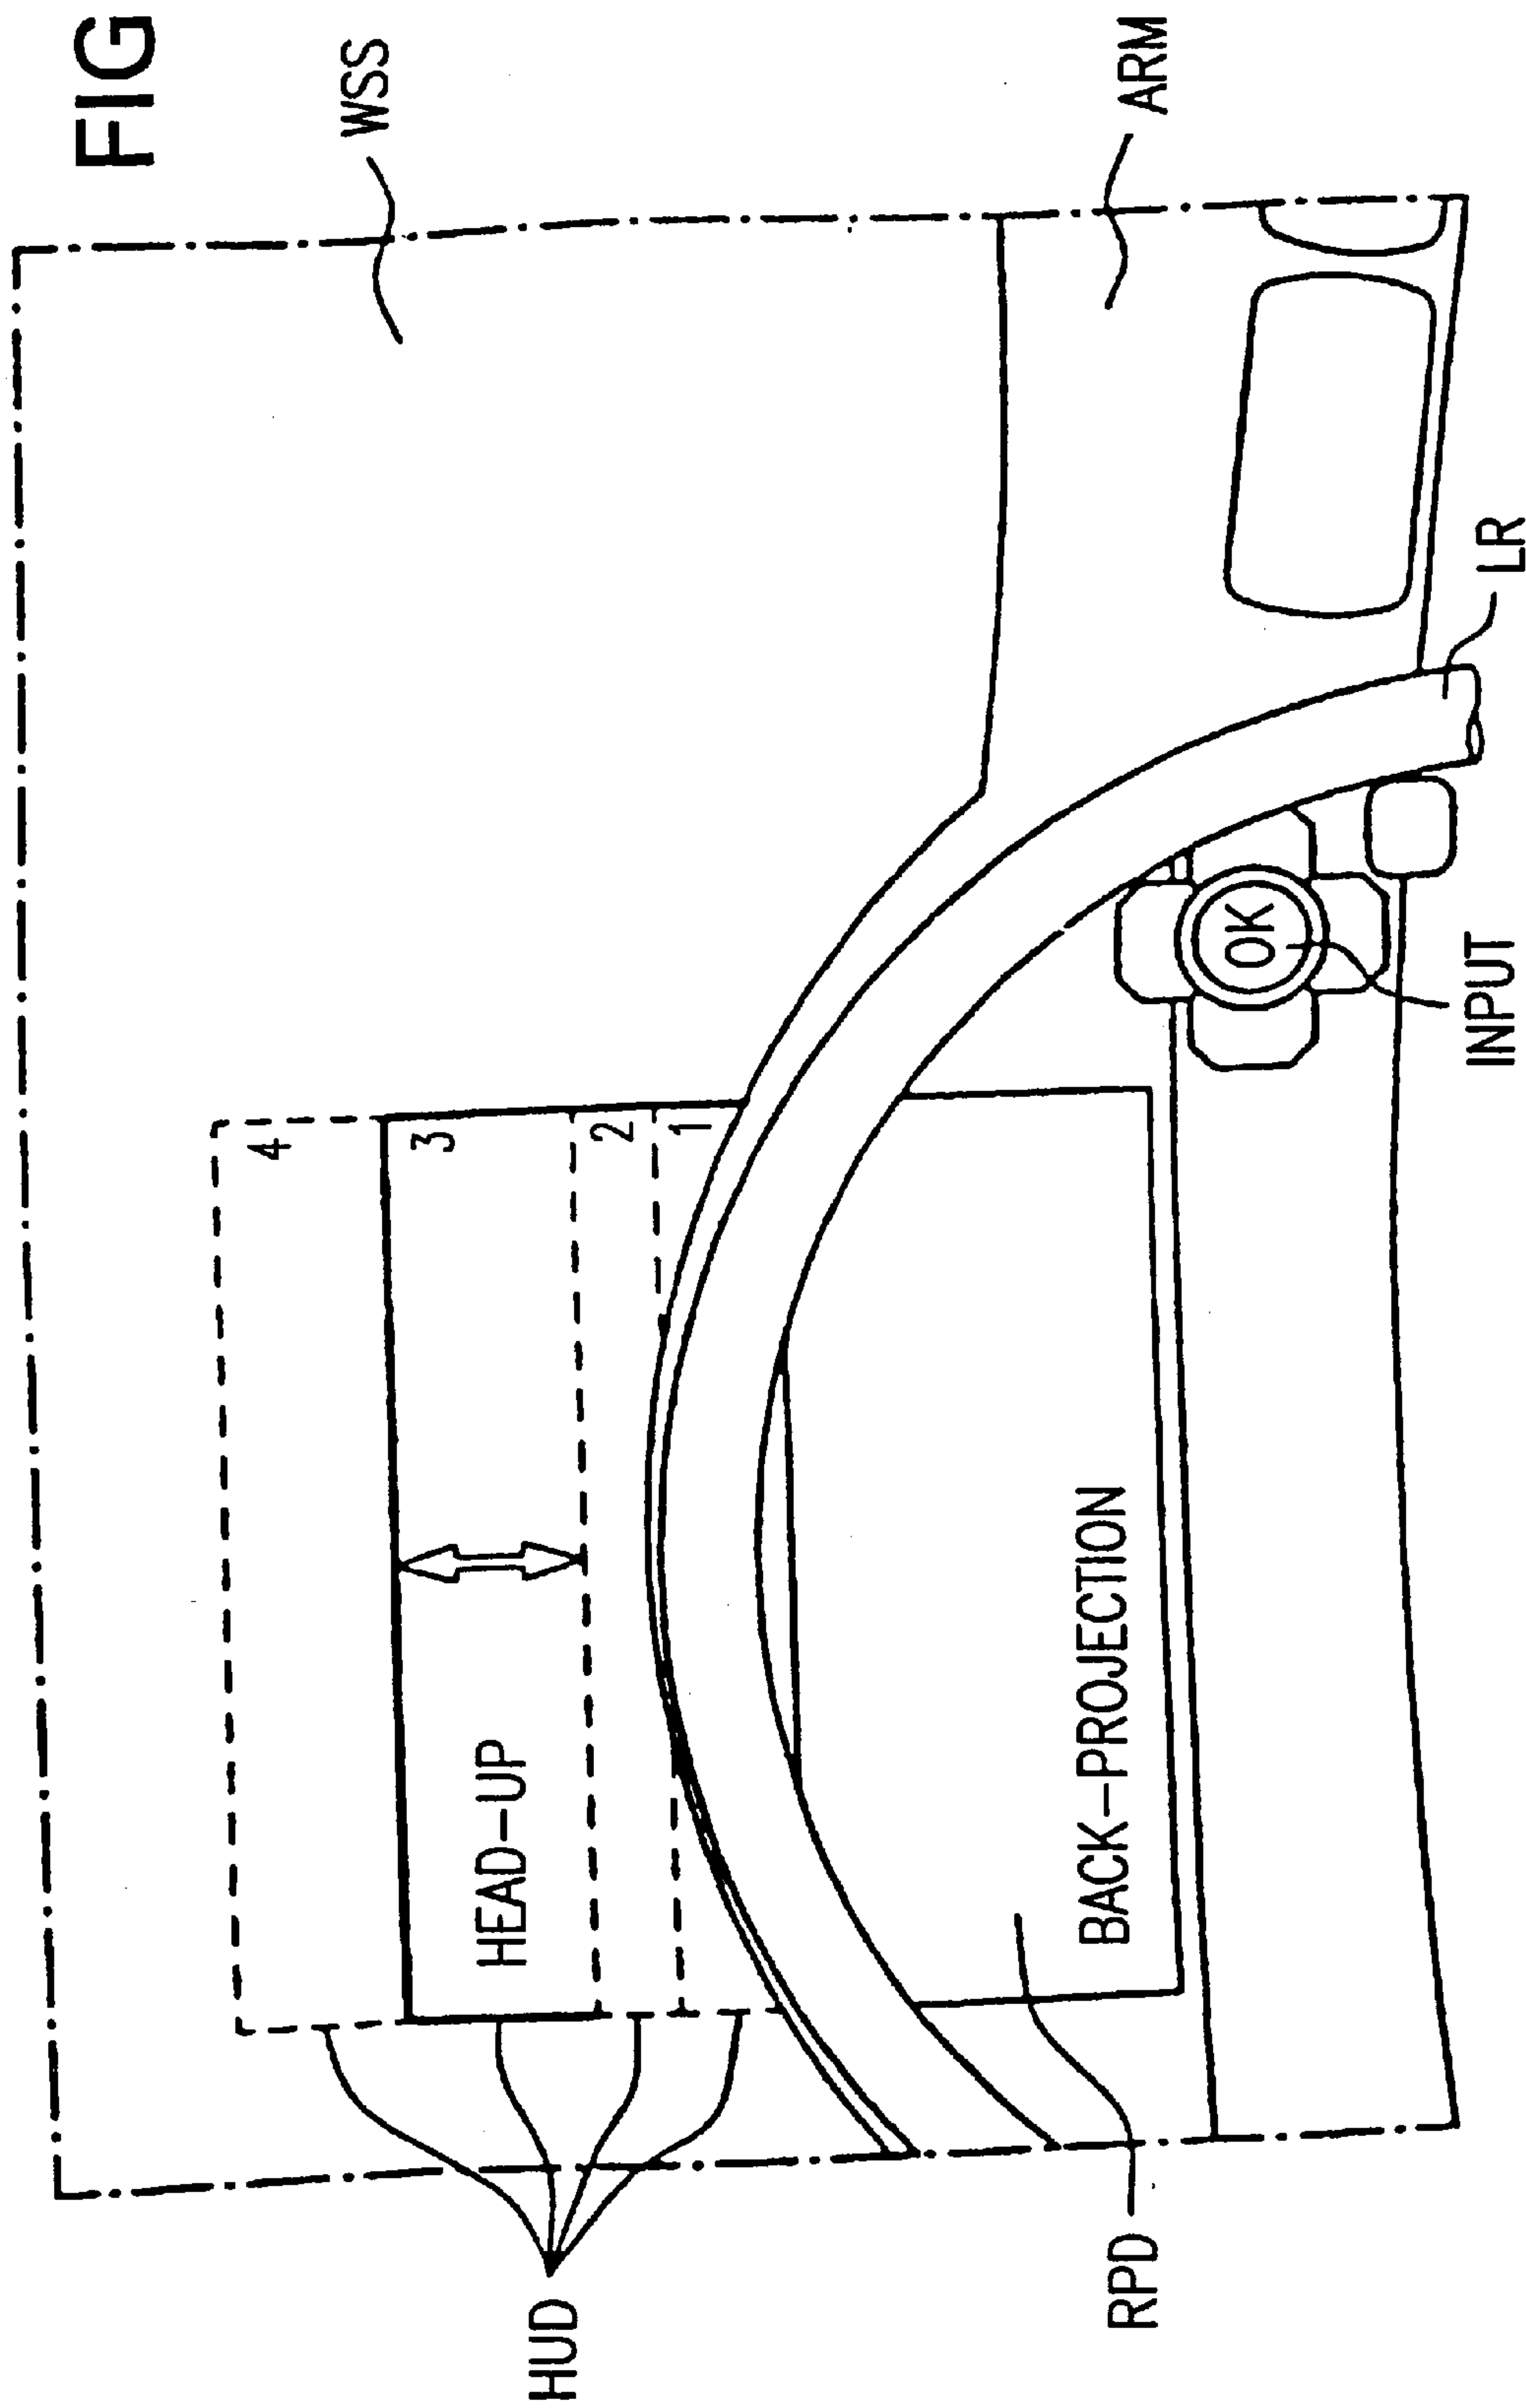 FIG
WSS
ARM
4
3
2
1
HEAD-UP
HUD
BACK-PROJECTION
RPD
OK
INPUT
LR